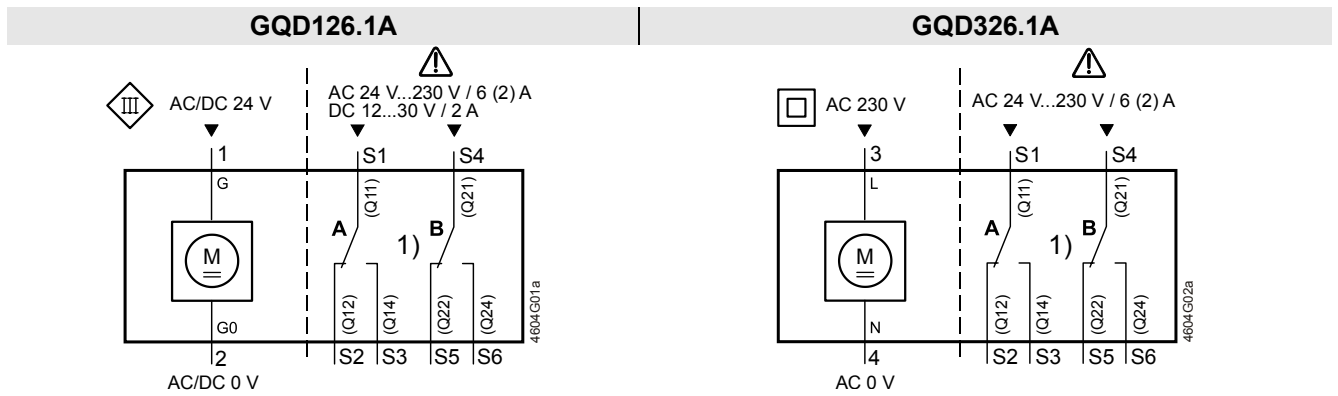 GQD126.1A
GQD326.1A
III
AC/DC 24 V
AC 24 V...230 V / 6 (2) A
DC 12...30 V / 2 A
1
S1
S4
G
(Q11)
(Q21)
A
1)
B
M
(Q12)
(Q14)
(Q22)
(Q24)
G0
2
S2
S3
S5
S6
AC/DC 0 V
4604G01a
AC 230 V
AC 24 V...230 V / 6 (2) A
3
S1
S4
L
(Q11)
(Q21)
A
1)
B
M
(Q12)
(Q14)
(Q22)
(Q24)
N
4
S2
S3
S5
S6
AC 0 V
4604G02a